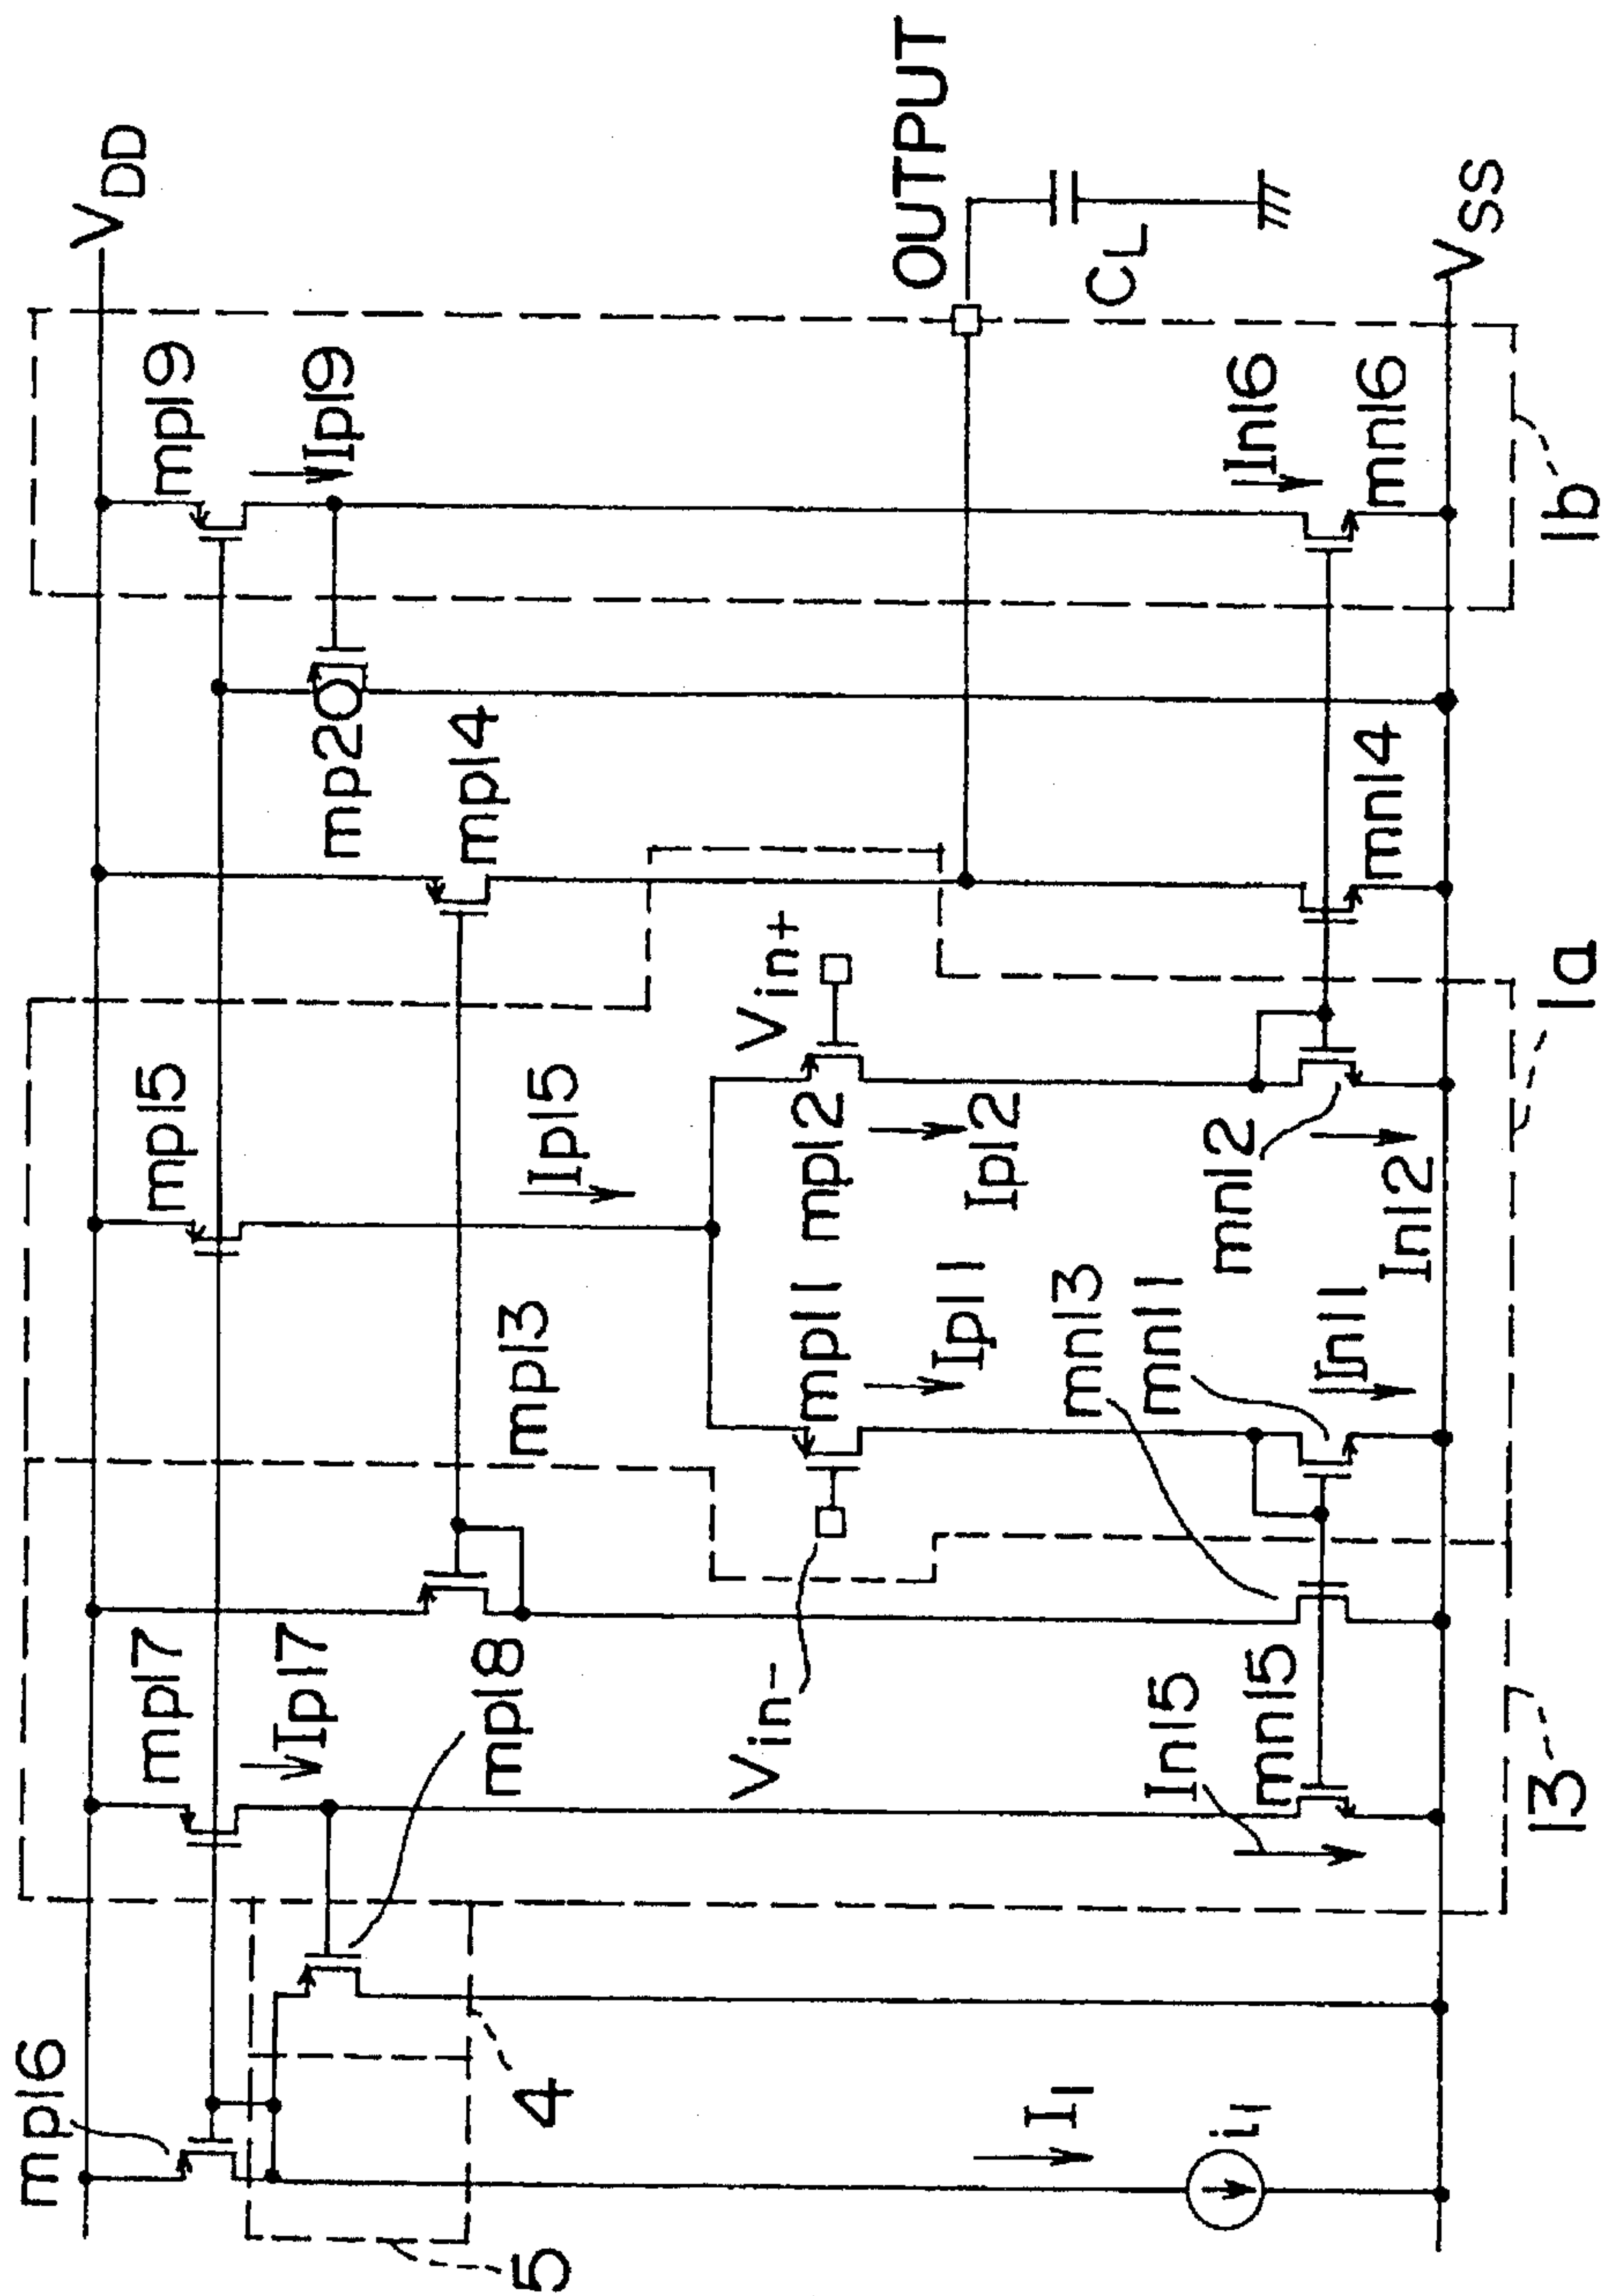 VDD
mp19
Ip19
mp20
mp14
OUTPUT
CL
In16
mn16
VSS
1b
mp15
Ip15
Vin+
mp12
Ip12
mn14
mn12
In12
1a
mp13
mp11
Ip11
mn13
mn11
In11
mp17
Ip17
mp18
Vin-
In15
mn15
13
mp16
4
5
I1
i1